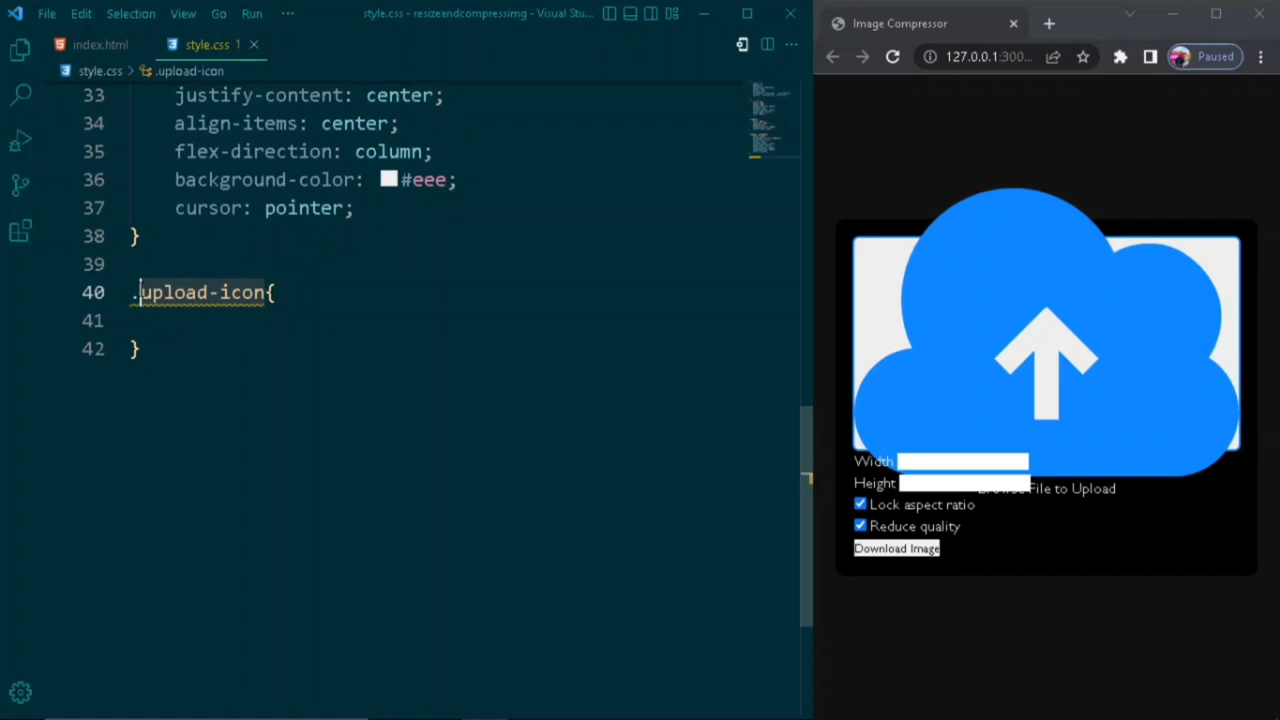 File Edit Selection View Go Run ··· style.css - resizeandcompressimg - Visual Stu...
index.html style.css 1
style.css > .upload-icon
33 justify-content: center;
34 align-items: center;
35 flex-direction: column;
36 background-color: #eee;
37 cursor: pointer;
38 }
39
40 .upload-icon{
41
42 }
Image Compressor
127.0.0.1:300... Paused
Width
Height
Browse File to Upload
Lock aspect ratio
Reduce quality
Download Image